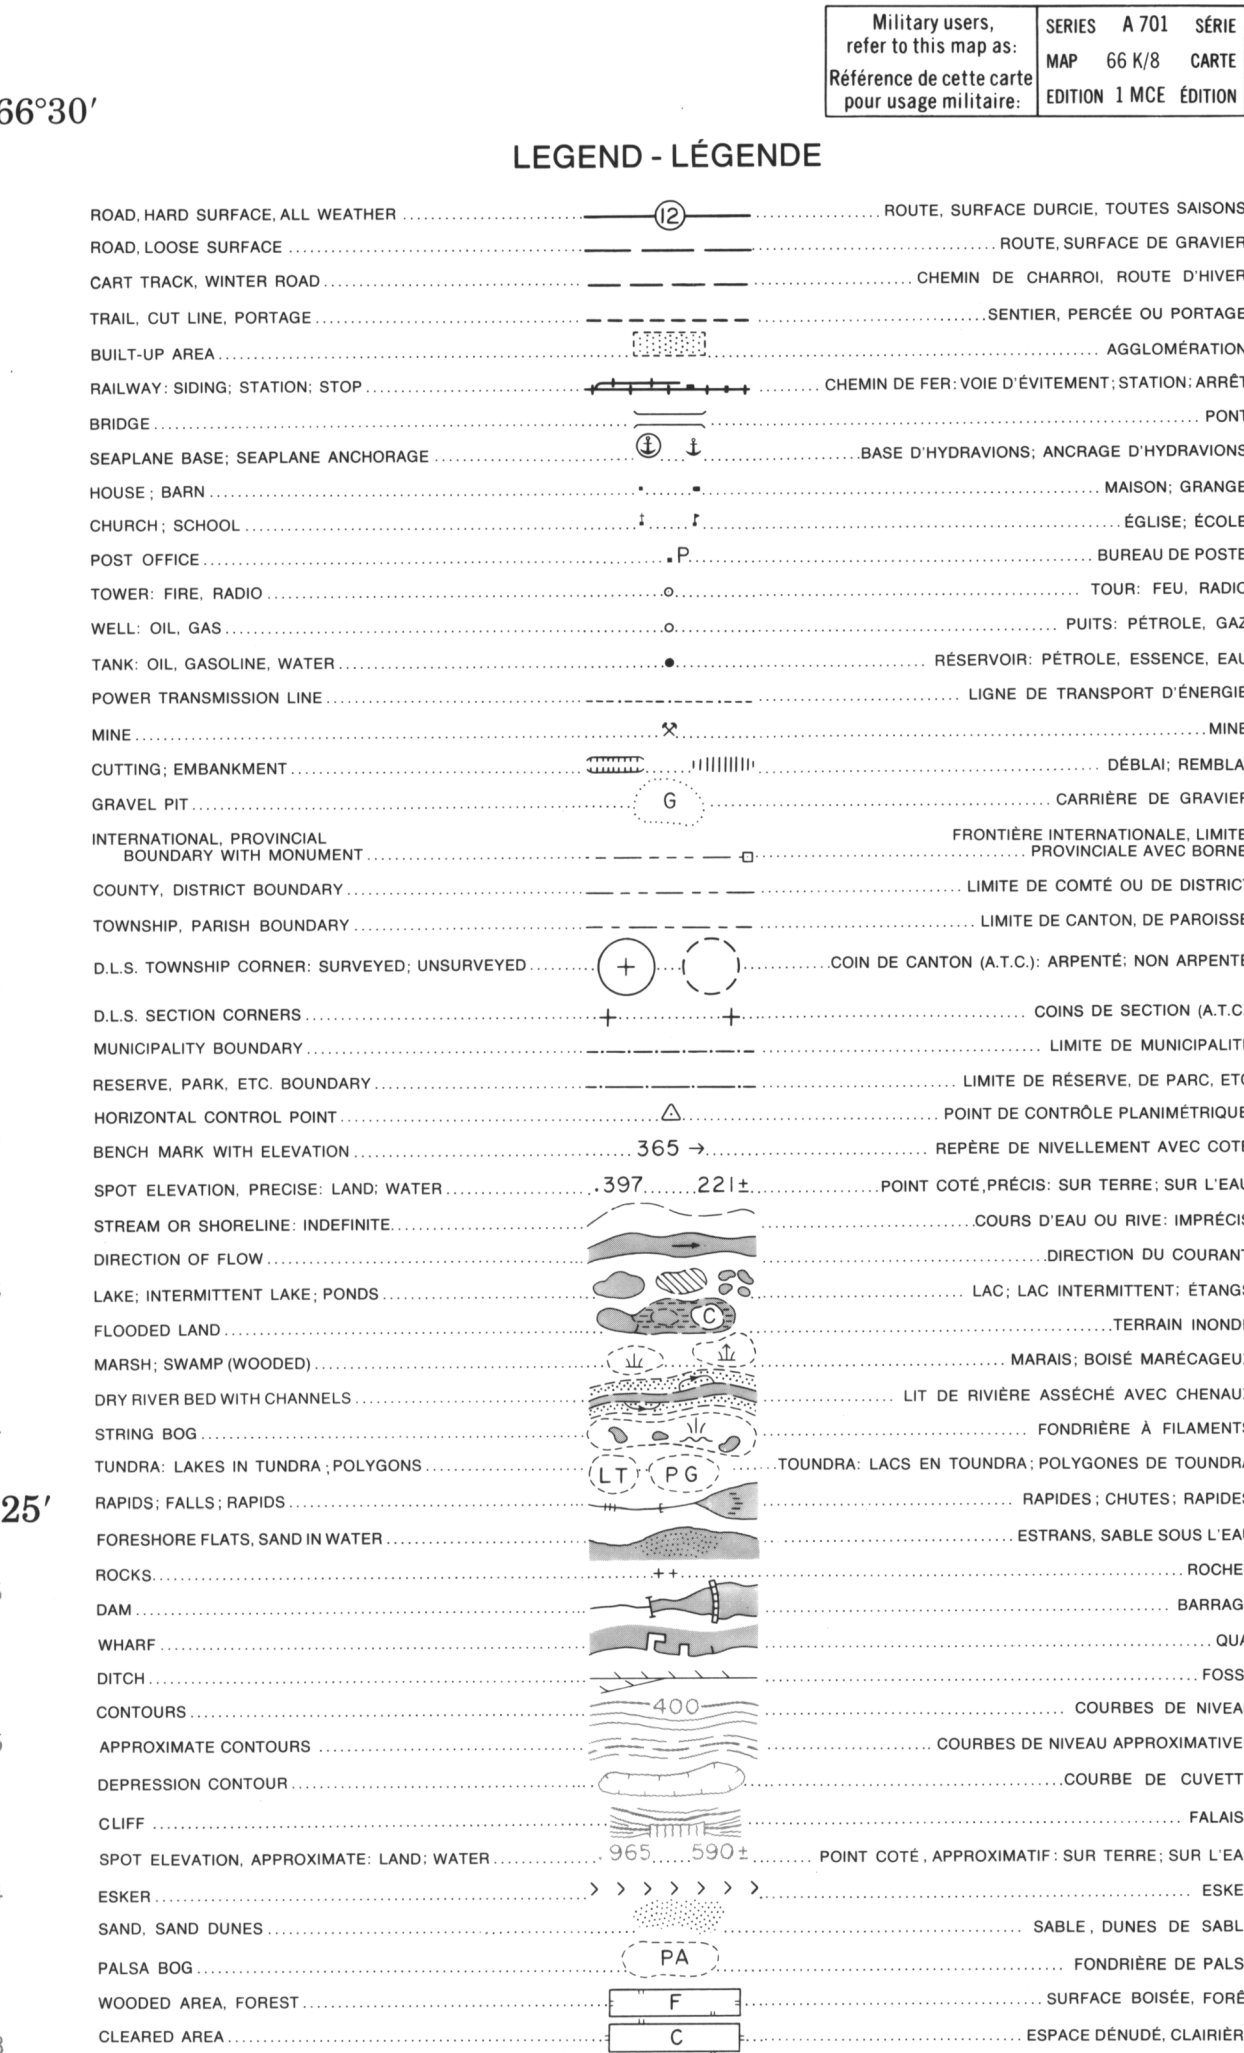 Military users,
refer to this map as:
Référence de cette carte
pour usage militaire:
SERIES A 701 SÉRIE
MAP 66 K/8 CARTE
EDITION 1 MCE ÉDITION
66°30′
LEGEND - LÉGENDE
ROAD, HARD SURFACE, ALL WEATHER 12 ROUTE, SURFACE DURCIE, TOUTES SAISONS
ROAD, LOOSE SURFACE ROUTE, SURFACE DE GRAVIER
CART TRACK, WINTER ROAD CHEMIN DE CHARROI, ROUTE D'HIVER
TRAIL, CUT LINE, PORTAGE SENTIER, PERCÉE OU PORTAGE
BUILT-UP AREA AGGLOMÉRATION
RAILWAY: SIDING; STATION; STOP CHEMIN DE FER: VOIE D'ÉVITEMENT; STATION; ARRÊT
BRIDGE PONT
SEAPLANE BASE; SEAPLANE ANCHORAGE BASE D'HYDRAVIONS; ANCRAGE D'HYDRAVIONS
HOUSE; BARN MAISON; GRANGE
CHURCH; SCHOOL ÉGLISE; ÉCOLE
POST OFFICE P BUREAU DE POSTE
TOWER: FIRE, RADIO TOUR: FEU, RADIO
WELL: OIL, GAS PUITS: PÉTROLE, GAZ
TANK: OIL, GASOLINE, WATER RÉSERVOIR: PÉTROLE, ESSENCE, EAU
POWER TRANSMISSION LINE LIGNE DE TRANSPORT D'ÉNERGIE
MINE MINE
CUTTING; EMBANKMENT DÉBLAI; REMBLA
GRAVEL PIT G CARRIÈRE DE GRAVIER
INTERNATIONAL, PROVINCIAL FRONTIÈRE INTERNATIONALE, LIMITE
BOUNDARY WITH MONUMENT PROVINCIALE AVEC BORNE
COUNTY, DISTRICT BOUNDARY LIMITE DE COMTÉ OU DE DISTRICT
TOWNSHIP, PARISH BOUNDARY LIMITE DE CANTON, DE PAROISSE
D.L.S. TOWNSHIP CORNER: SURVEYED; UNSURVEYED COIN DE CANTON (A.T.C.): ARPENTÉ; NON ARPENTÉ
D.L.S. SECTION CORNERS COINS DE SECTION (A.T.C.
MUNICIPALITY BOUNDARY LIMITE DE MUNICIPALIT
RESERVE, PARK, ETC. BOUNDARY LIMITE DE RÉSERVE, DE PARC, ETC
HORIZONTAL CONTROL POINT POINT DE CONTRÔLE PLANIMÉTRIQUE
BENCH MARK WITH ELEVATION 365 → REPÈRE DE NIVELLEMENT AVEC COTE
SPOT ELEVATION, PRECISE: LAND; WATER .397 221± POINT COTÉ, PRÉCIS: SUR TERRE; SUR L'EAU
STREAM OR SHORELINE: INDEFINITE COURS D'EAU OU RIVE: IMPRÉCIS
DIRECTION OF FLOW DIRECTION DU COURANT
LAKE; INTERMITTENT LAKE; PONDS LAC; LAC INTERMITTENT; ÉTANGS
FLOODED LAND C TERRAIN INOND
MARSH; SWAMP (WOODED) MARAIS; BOISÉ MARÉCAGEUX
DRY RIVER BED WITH CHANNELS LIT DE RIVIÈRE ASSÉCHÉ AVEC CHENAUX
STRING BOG FONDRIÈRE À FILAMENTS
TUNDRA: LAKES IN TUNDRA; POLYGONS LT PG TOUNDRA: LACS EN TOUNDRA; POLYGONES DE TOUNDRA
25′
RAPIDS; FALLS; RAPIDS RAPIDES; CHUTES; RAPIDES
FORESHORE FLATS, SAND IN WATER ESTRANS, SABLE SOUS L'EAU
ROCKS ++ ROCHE
DAM BARRAG
WHARF QUA
DITCH FOSS
CONTOURS 400 COURBES DE NIVEA
APPROXIMATE CONTOURS COURBES DE NIVEAU APPROXIMATIVE
DEPRESSION CONTOUR COURBE DE CUVETT
CLIFF FALAIS
SPOT ELEVATION, APPROXIMATE: LAND; WATER .965 590± POINT COTÉ, APPROXIMATIF: SUR TERRE; SUR L'EA
ESKER ESKE
SAND, SAND DUNES SABLE, DUNES DE SABL
PALSA BOG PA FONDRIÈRE DE PALS
WOODED AREA, FOREST F SURFACE BOISÉE, FORÊ
CLEARED AREA C ESPACE DÉNUDÉ, CLAIRIÈR